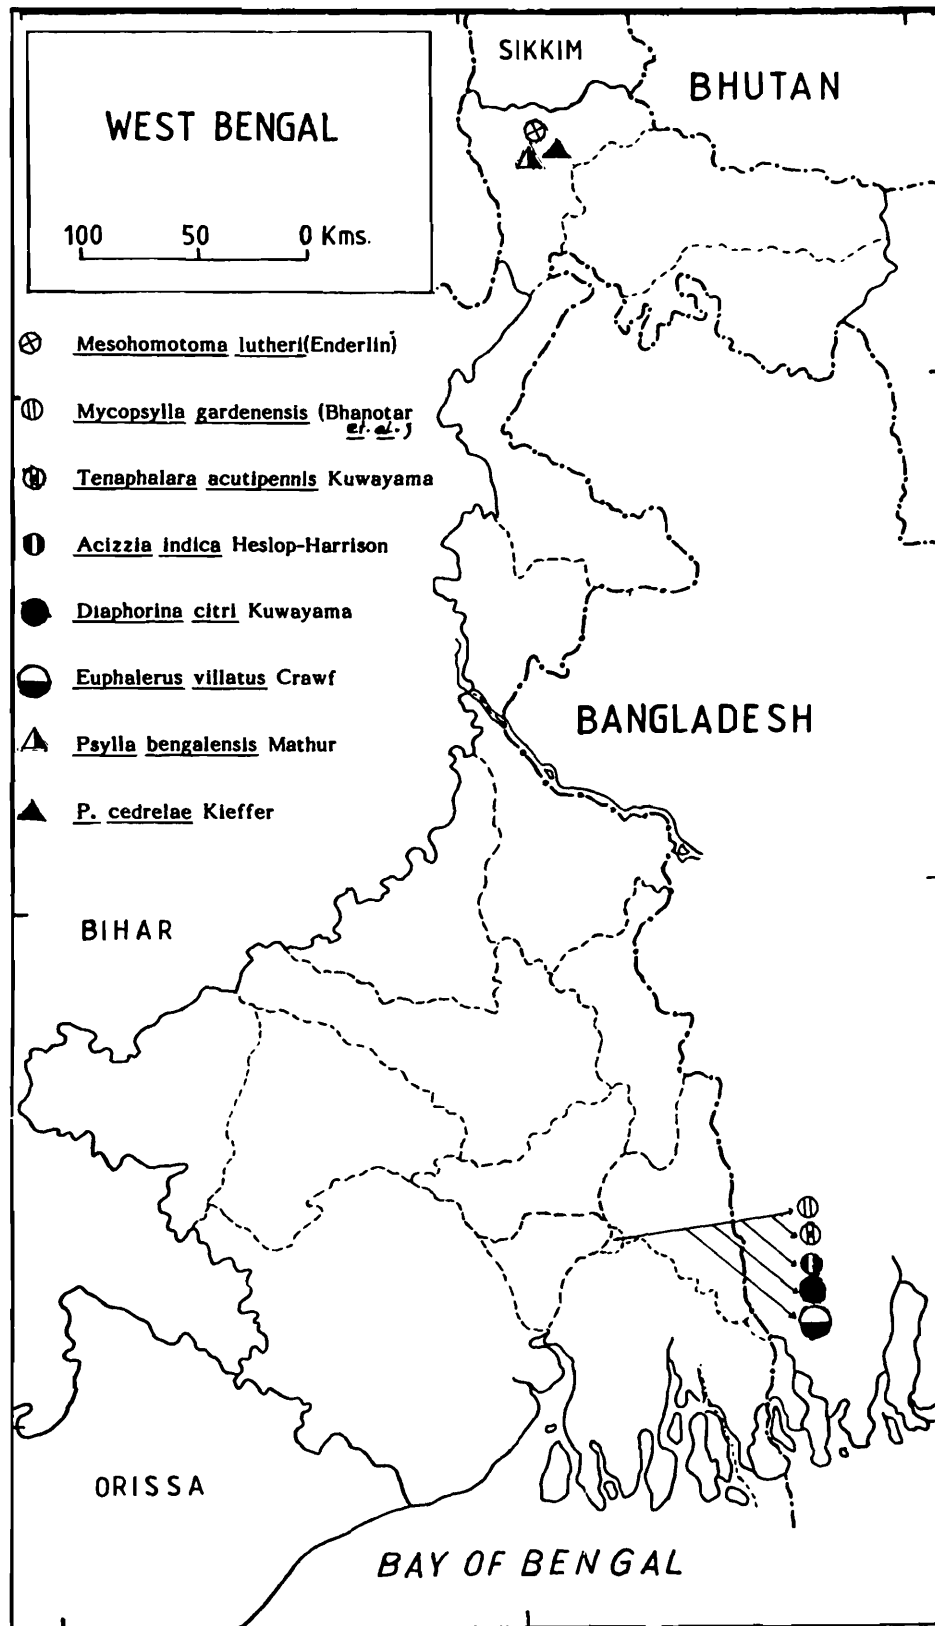 SIKKIM
BHUTAN
WEST BENGAL
100 50 0 Kms.
Mesohomotoma lutheri (Enderlin)
Mycopsylla gardenensis (Bhanotar
et. al.)
Tenaphalara acutipennis Kuwayama
Acizzia indica Heslop-Harrison
Diaphorina citri Kuwayama
Euphalerus villatus Crawf
Psylla bengalensis Mathur
P. cedrelae Kieffer
BANGLADESH
BIHAR
ORISSA
BAY OF BENGAL